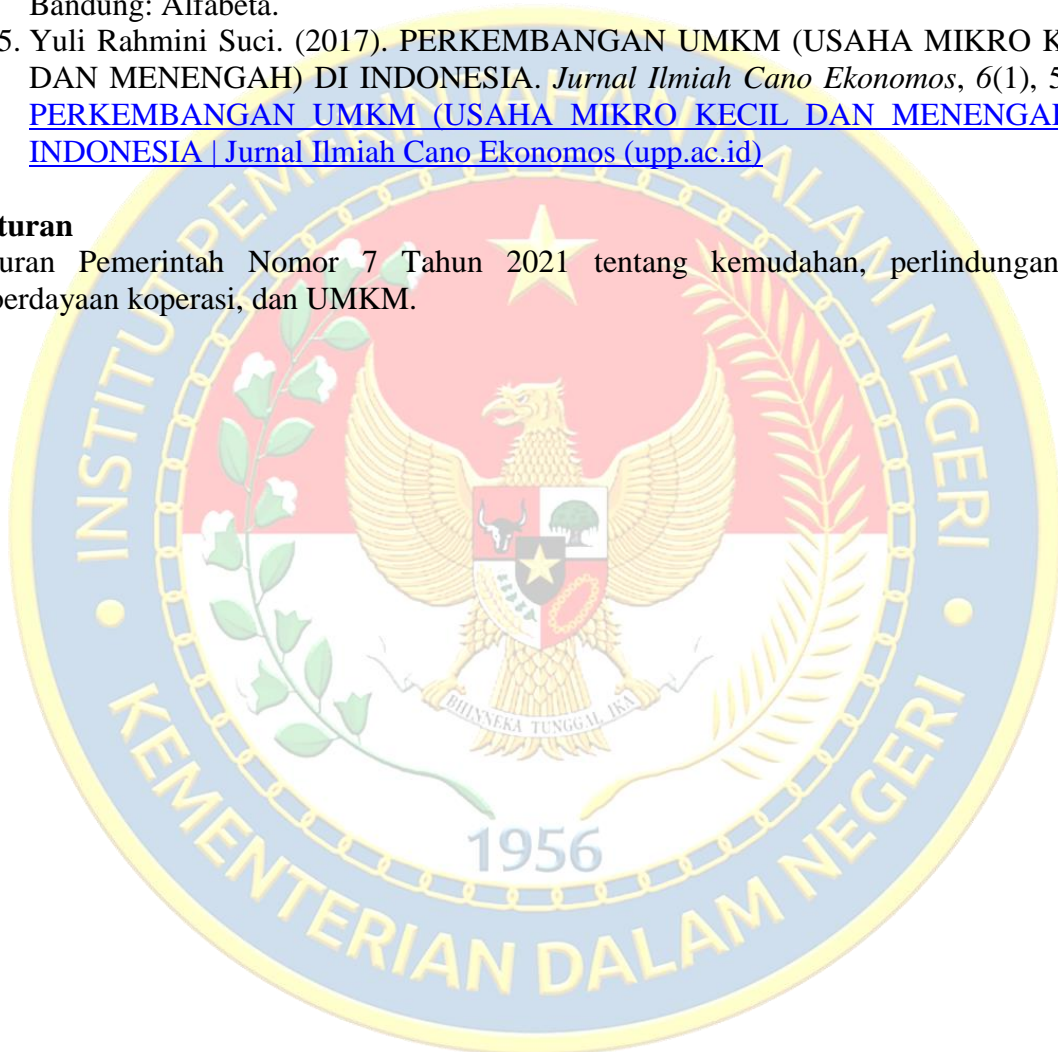 Bandung: Alfabeta.
5. Yuli Rahmini Suci. (2017). PERKEMBANGAN UMKM (USAHA MIKRO K
DAN MENENGAH) DI INDONESIA. Jurnal Ilmiah Cano Ekonomos, 6(1), 5
PERKEMBANGAN UMKM (USAHA MIKRO KECIL DAN MENENGA
INDONESIA | Jurnal Ilmiah Cano Ekonomos (upp.ac.id)
turan
uran Pemerintah Nomor 7 Tahun 2021 tentang kemudahan, perlindungan
berdayaan koperasi, dan UMKM.
INSTITUT PEMERINTAHAN DALAM NEGERI
BHINNEKA TUNGGAL IKA
1956
KEMENTERIAN DALAM NEGERI